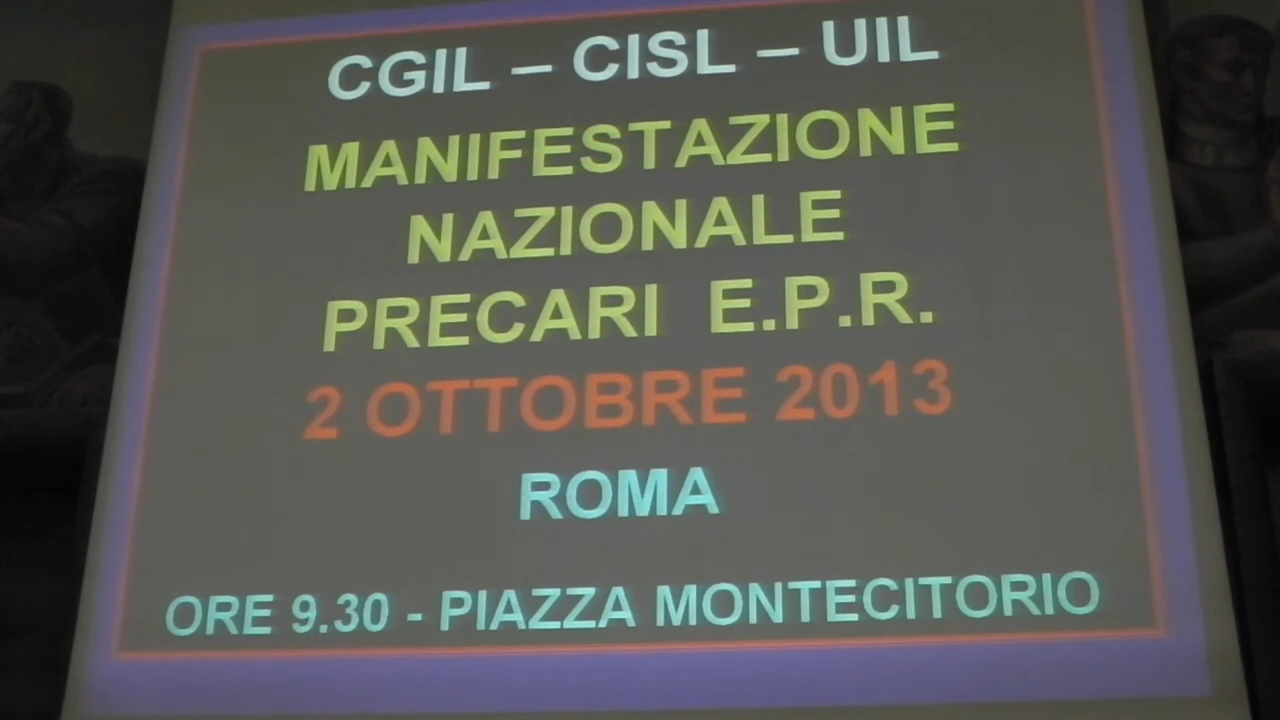 CGIL – CISL – UIL
MANIFESTAZIONE
NAZIONALE
PRECARI E.P.R.
2 OTTOBRE 2013
ROMA
ORE 9.30 - PIAZZA MONTECITORIO